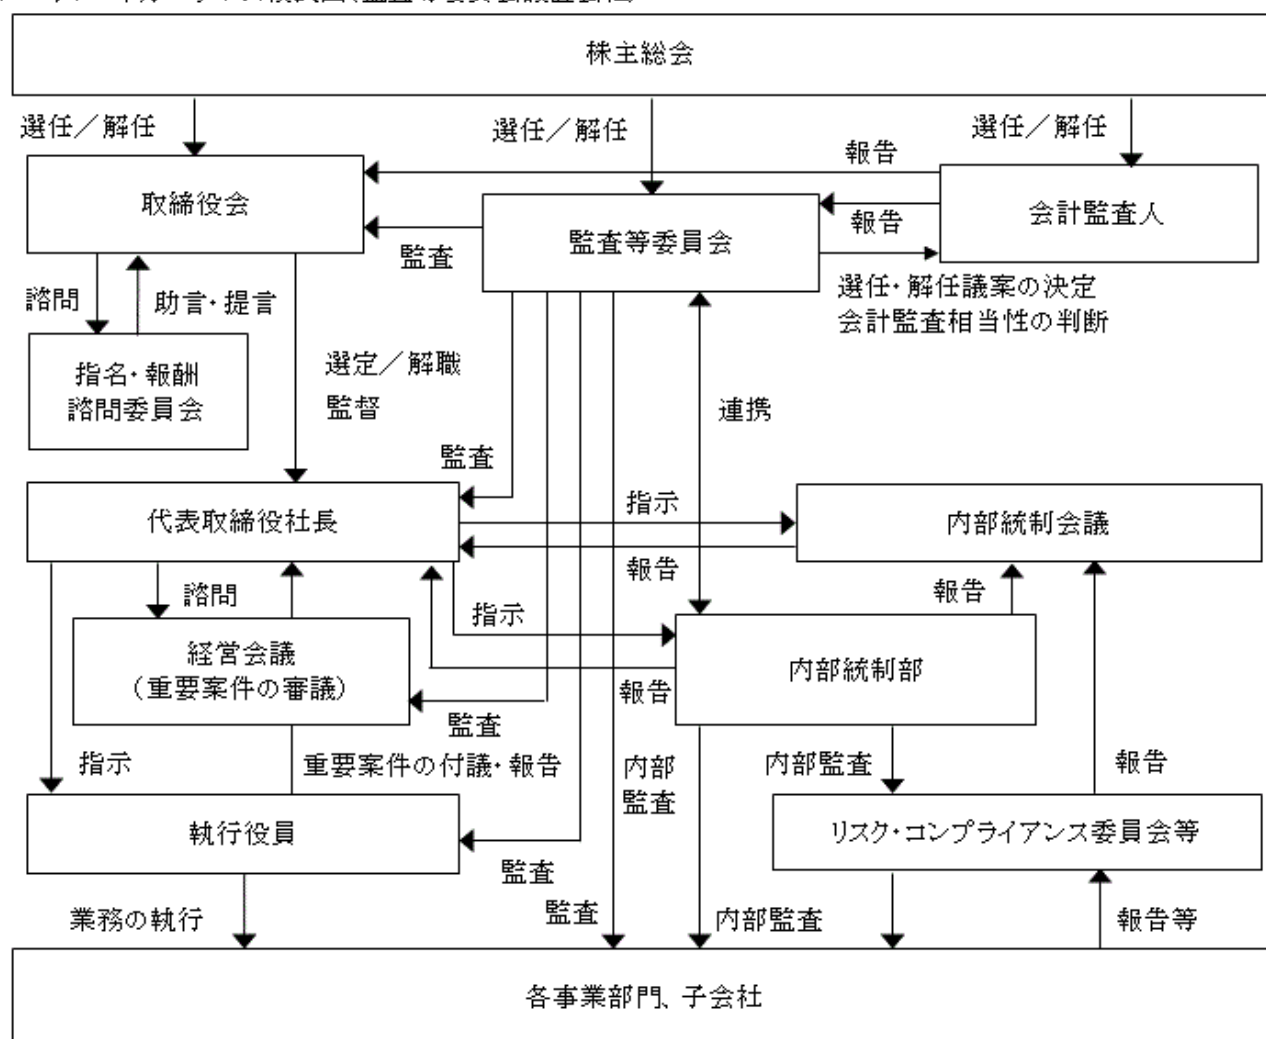 株主総会
選任／解任
選任／解任
選任／解任
報告
取締役会
監査等委員会
会計監査人
報告
監査
選任・解任議案の決定
会計監査相当性の判断
諮問
助言・提言
指名・報酬
諮問委員会
選定／解職
監督
連携
監査
代表取締役社長
指示
内部統制会議
報告
諮問
指示
報告
経営会議
（重要案件の審議）
内部統制部
報告
監査
指示
重要案件の付議・報告
内部
監査
内部監査
報告
執行役員
リスク・コンプライアンス委員会等
監査
業務の執行
監査
内部監査
報告等
各事業部門、子会社